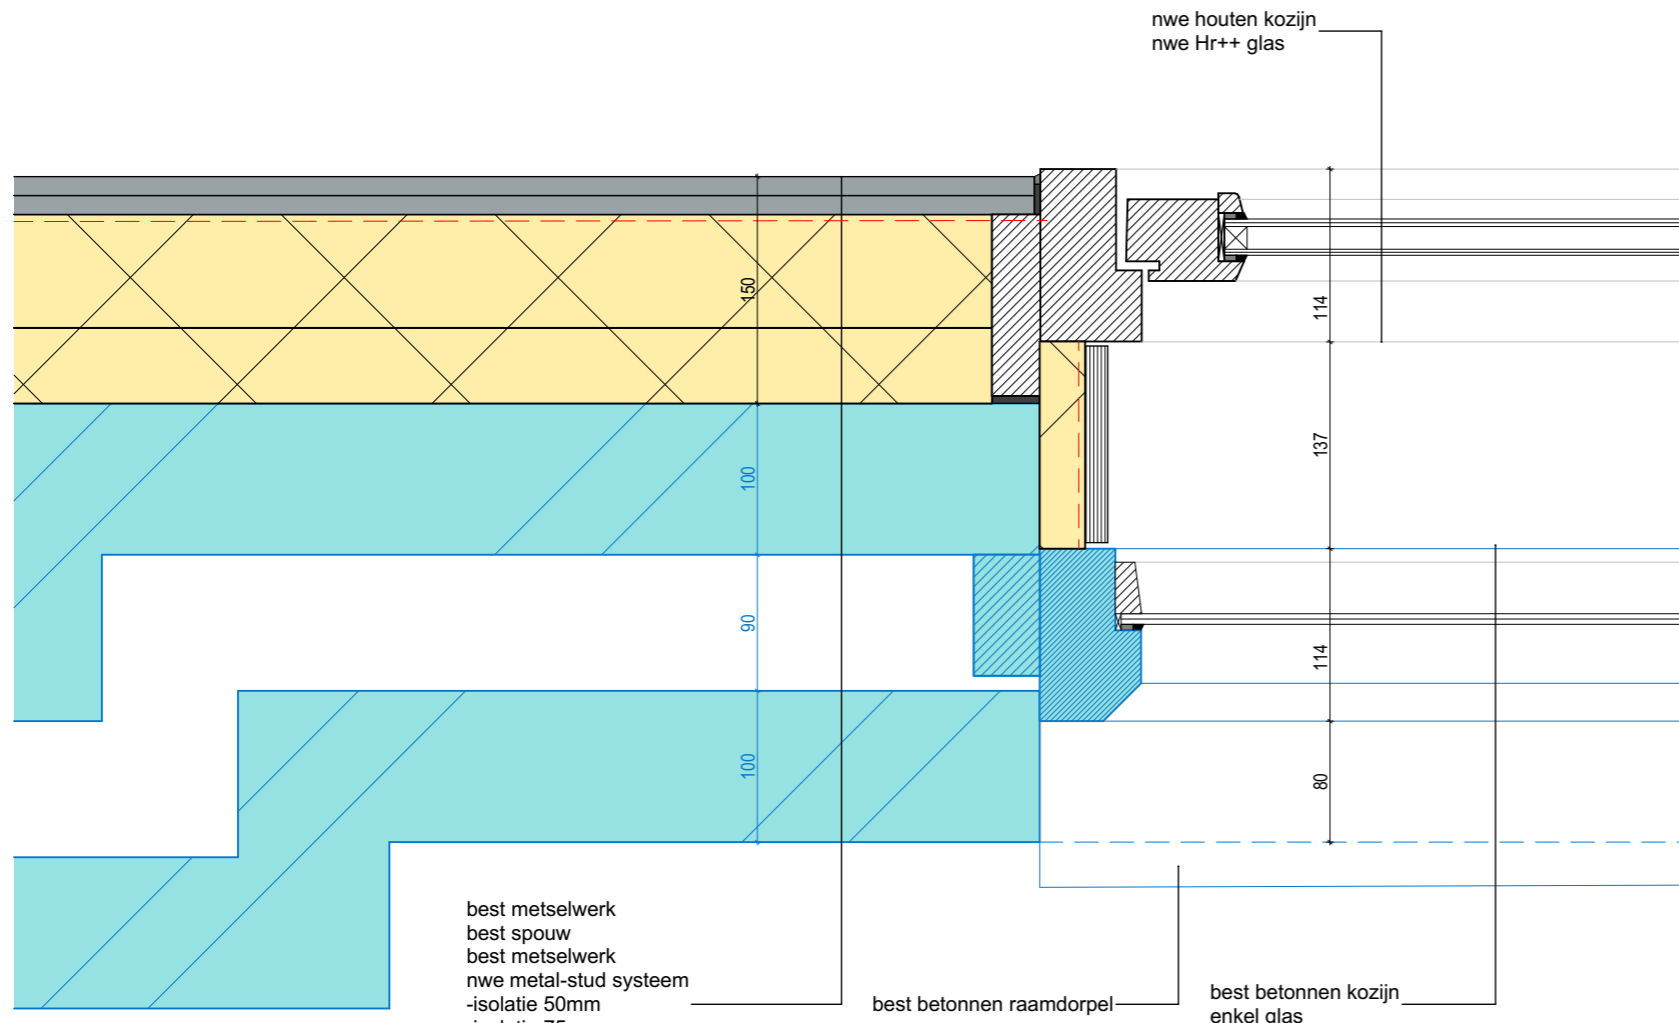 nwe houten kozijn
nwe Hr++ glas
150
114
137
100
90
114
100
80
best metselwerk
best spouw
best metselwerk
nwe metal-stud systeem
-isolatie 50mm
best betonnen raamdorpel
best betonnen kozijn
enkel glas